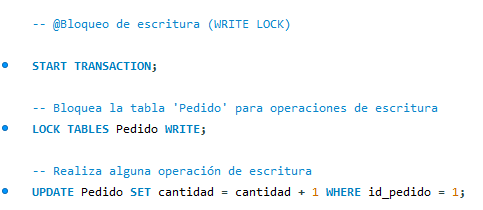 -- @Bloqueo de escritura (WRITE LOCK)
START TRANSACTION;
-- Bloquea la tabla 'Pedido' para operaciones de escritura
LOCK TABLES Pedido WRITE;
-- Realiza alguna operación de escritura
UPDATE Pedido SET cantidad = cantidad + 1 WHERE id_pedido = 1;